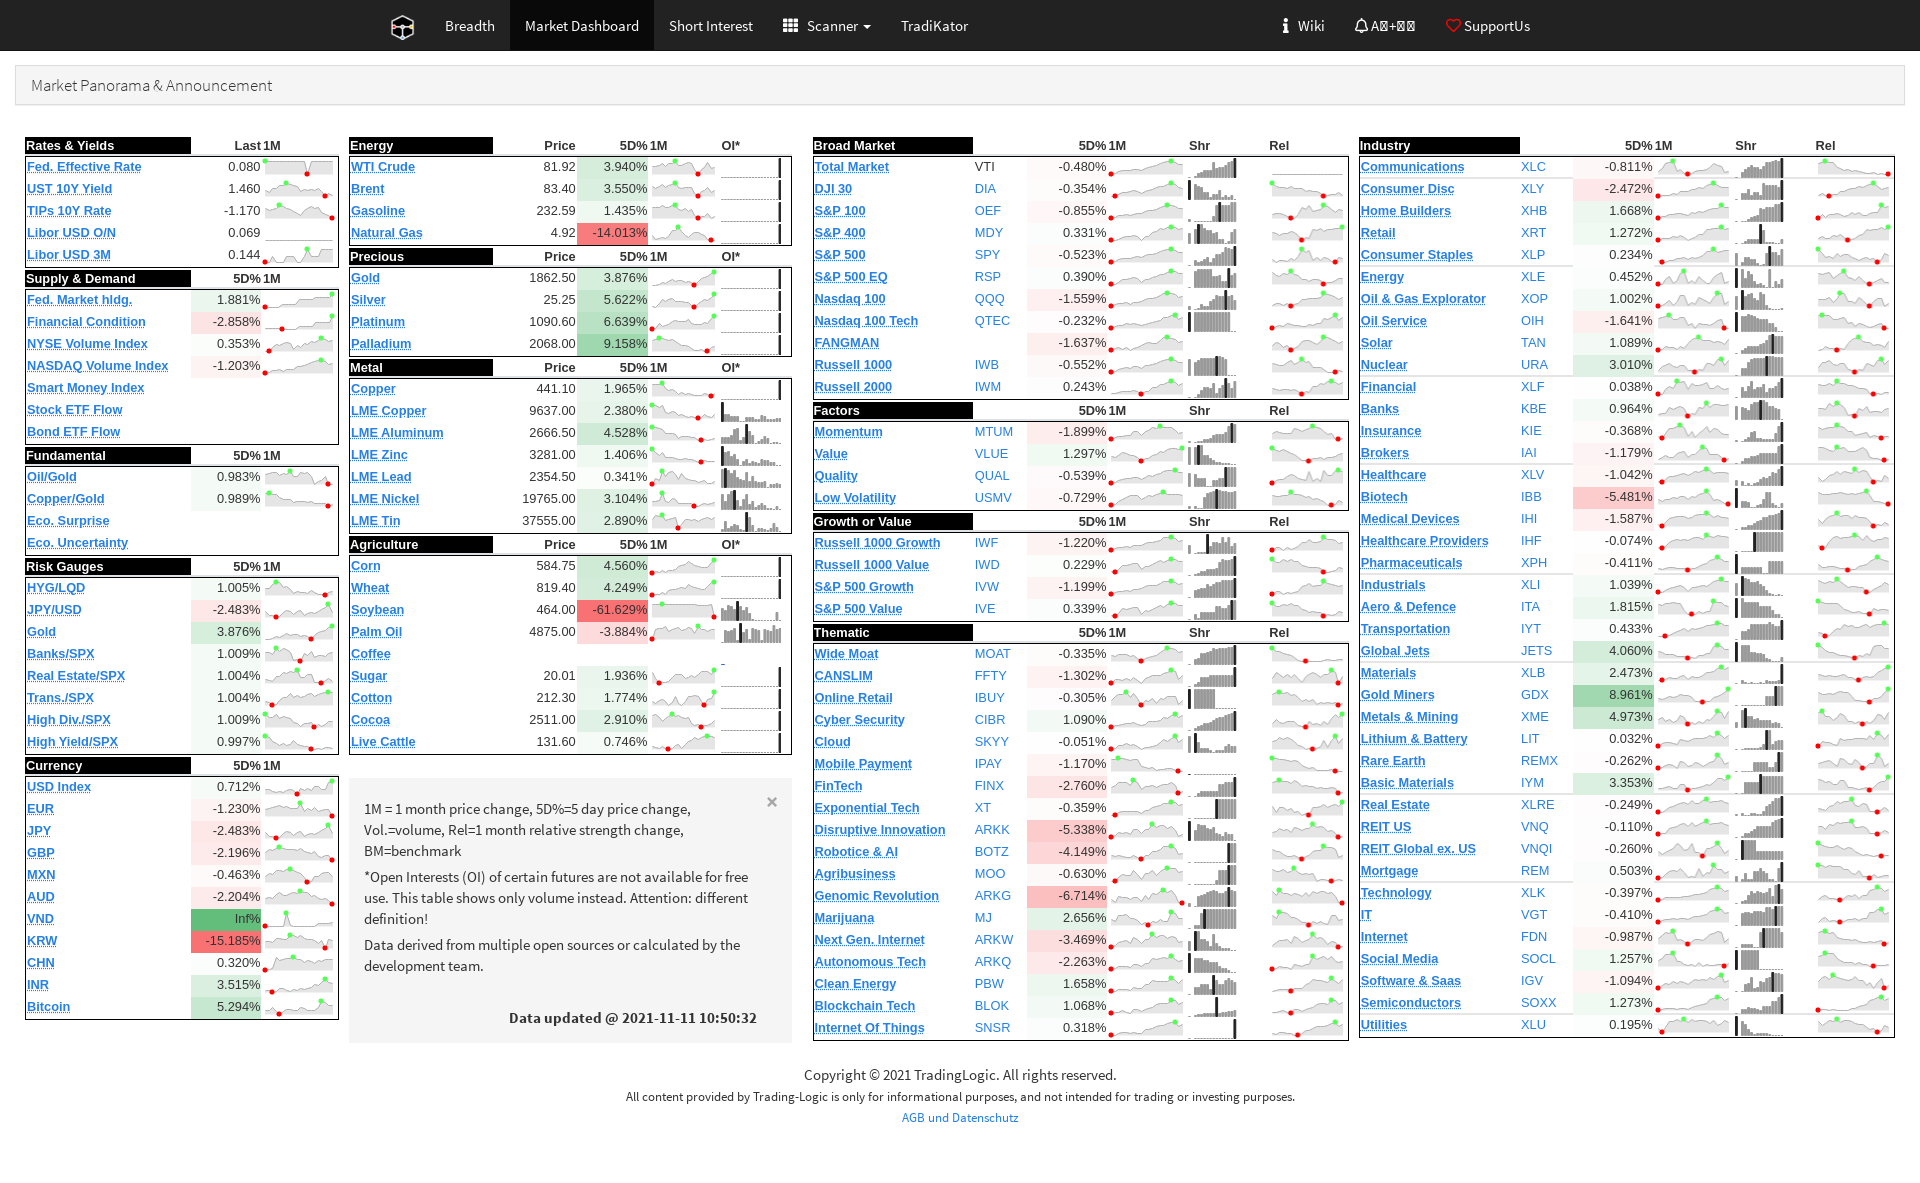 Breadth Market Dashboard Short Interest Scanner TradiKator Wiki SupportUs
Market Panorama & Announcement
Rates & Yields Last 1M
Fed. Effective Rate 0.080
UST 10Y Yield 1.460
TIPs 10Y Rate -1.170
Libor USD O/N 0.069
Libor USD 3M 0.144
Supply & Demand 5D% 1M
Fed. Market hldg. 1.881%
Financial Condition -2.858%
NYSE Volume Index 0.353%
NASDAQ Volume Index -1.203%
Smart Money Index
Stock ETF Flow
Bond ETF Flow
Fundamental 5D% 1M
Oil/Gold 0.983%
Copper/Gold 0.989%
Eco. Surprise
Eco. Uncertainty
Risk Gauges 5D% 1M
HYG/LQD 1.005%
JPY/USD -2.483%
Gold 3.876%
Banks/SPX 1.009%
Real Estate/SPX 1.004%
Trans./SPX 1.004%
High Div./SPX 1.009%
High Yield/SPX 0.997%
Currency 5D% 1M
USD Index 0.712%
EUR -1.230%
JPY -2.483%
GBP -2.196%
MXN -0.463%
AUD -2.204%
VND Inf%
KRW -15.185%
CHN 0.320%
INR 3.515%
Bitcoin 5.294%
Energy Price 5D% 1M OI*
WTI Crude 81.92 3.940%
Brent 83.40 3.550%
Gasoline 232.59 1.435%
Natural Gas 4.92 -14.013%
Precious Price 5D% 1M OI*
Gold 1862.50 3.876%
Silver 25.25 5.622%
Platinum 1090.60 6.639%
Palladium 2068.00 9.158%
Metal Price 5D% 1M OI*
Copper 441.10 1.965%
LME Copper 9637.00 2.380%
LME Aluminum 2666.50 4.528%
LME Zinc 3281.00 1.406%
LME Lead 2354.50 0.341%
LME Nickel 19765.00 3.104%
LME Tin 37555.00 2.890%
Agriculture Price 5D% 1M OI*
Corn 584.75 4.560%
Wheat 819.40 4.249%
Soybean 464.00 -61.629%
Palm Oil 4875.00 -3.884%
Coffee -
Sugar 20.01 1.936%
Cotton 212.30 1.774%
Cocoa 2511.00 2.910%
Live Cattle 131.60 0.746%
×
1M = 1 month price change, 5D%=5 day price change,
Vol.=volume, Rel=1 month relative strength change,
BM=benchmark
*Open Interests (OI) of certain futures are not available for free
use. This table shows only volume instead. Attention: different
definition!
Data derived from multiple open sources or calculated by the
development team.
Data updated @ 2021-11-11 10:50:32
Broad Market 5D% 1M Shr Rel
Total Market VTI -0.480%
DJI 30 DIA -0.354%
S&P 100 OEF -0.855%
S&P 400 MDY 0.331%
S&P 500 SPY -0.523%
S&P 500 EQ RSP 0.390%
Nasdaq 100 QQQ -1.559%
Nasdaq 100 Tech QTEC -0.232%
FANGMAN -1.637%
Russell 1000 IWB -0.552%
Russell 2000 IWM 0.243%
Factors 5D% 1M Shr Rel
Momentum MTUM -1.899%
Value VLUE 1.297%
Quality QUAL -0.539%
Low Volatility USMV -0.729%
Growth or Value 5D% 1M Shr Rel
Russell 1000 Growth IWF -1.220%
Russell 1000 Value IWD 0.229%
S&P 500 Growth IVW -1.199%
S&P 500 Value IVE 0.339%
Thematic 5D% 1M Shr Rel
Wide Moat MOAT -0.335%
CANSLIM FFTY -1.302%
Online Retail IBUY -0.305%
Cyber Security CIBR 1.090%
Cloud SKYY -0.051%
Mobile Payment IPAY -1.170%
FinTech FINX -2.760%
Exponential Tech XT -0.359%
Disruptive Innovation ARKK -5.338%
Robotice & AI BOTZ -4.149%
Agribusiness MOO -0.630%
Genomic Revolution ARKG -6.714%
Marijuana MJ 2.656%
Next Gen. Internet ARKW -3.469%
Autonomous Tech ARKQ -2.263%
Clean Energy PBW 1.658%
Blockchain Tech BLOK 1.068%
Internet Of Things SNSR 0.318%
Industry 5D% 1M Shr Rel
Communications XLC -0.811%
Consumer Disc XLY -2.472%
Home Builders XHB 1.668%
Retail XRT 1.272%
Consumer Staples XLP 0.234%
Energy XLE 0.452%
Oil & Gas Explorator XOP 1.002%
Oil Service OIH -1.641%
Solar TAN 1.089%
Nuclear URA 3.010%
Financial XLF 0.038%
Banks KBE 0.964%
Insurance KIE -0.368%
Brokers IAI -1.179%
Healthcare XLV -1.042%
Biotech IBB -5.481%
Medical Devices IHI -1.587%
Healthcare Providers IHF -0.074%
Pharmaceuticals XPH -0.411%
Industrials XLI 1.039%
Aero & Defence ITA 1.815%
Transportation IYT 0.433%
Global Jets JETS 4.060%
Materials XLB 2.473%
Gold Miners GDX 8.961%
Metals & Mining XME 4.973%
Lithium & Battery LIT 0.032%
Rare Earth REMX -0.262%
Basic Materials IYM 3.353%
Real Estate XLRE -0.249%
REIT US VNQ -0.110%
REIT Global ex. US VNQI -0.260%
Mortgage REM 0.503%
Technology XLK -0.397%
IT VGT -0.410%
Internet FDN -0.987%
Social Media SOCL 1.257%
Software & Saas IGV -1.094%
Semiconductors SOXX 1.273%
Utilities XLU 0.195%
Copyright © 2021 TradingLogic. All rights reserved.
All content provided by Trading-Logic is only for informational purposes, and not intended for trading or investing purposes.
AGB und Datenschutz